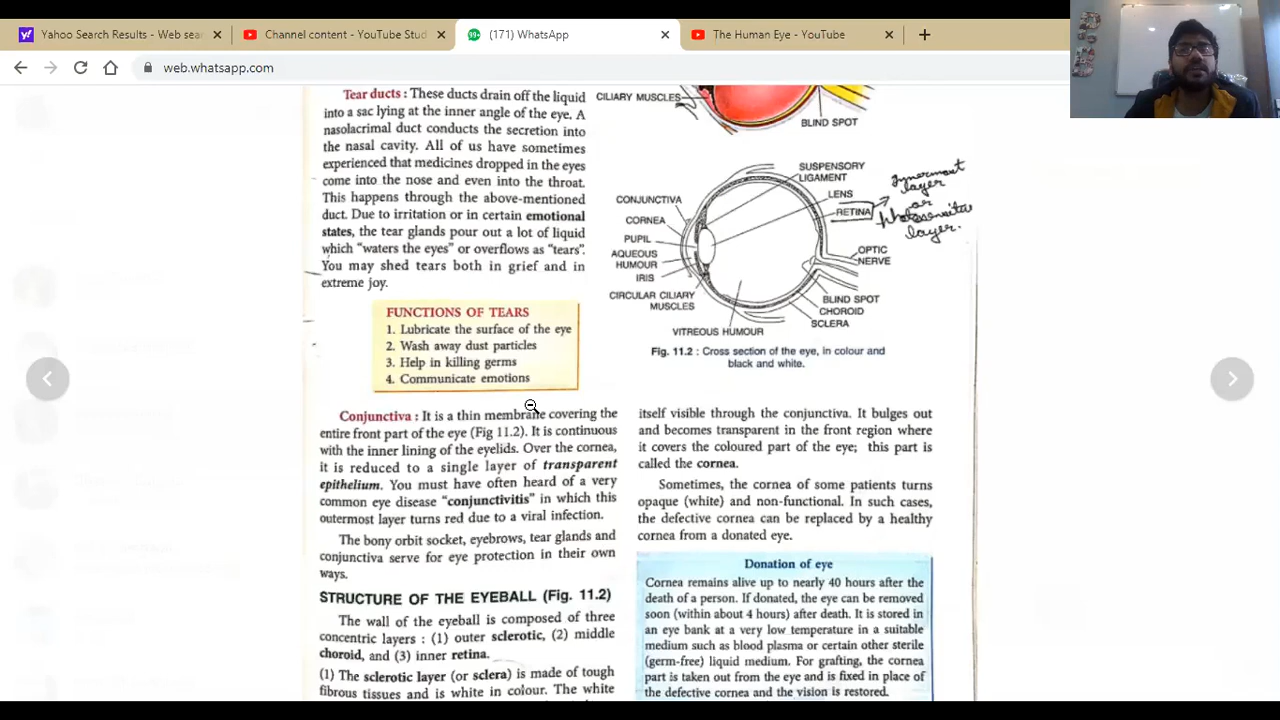 Yahoo Search Results - Web sea
Channel content - YouTube Stud
(171) WhatsApp
The Human Eye - YouTube
web.whatsapp.com
Tear ducts : These ducts drain off the liquid
into a sac lying at the inner angle of the eye. A
nasolacrimal duct conducts the secretion into
the nasal cavity. All of us have sometimes
experienced that medicines dropped in the eyes
come into the nose and even into the throat.
This happens through the above-mentioned
duct. Due to irritation or in certain emotional
states, the tear glands pour out a lot of liquid
which "waters the eyes" or overflows as "tears".
You may shed tears both in grief and in
extreme joy.
FUNCTIONS OF TEARS
1. Lubricate the surface of the eye
2. Wash away dust particles
3. Help in killing germs
4. Communicate emotions
CILIARY MUSCLES
BLIND SPOT
SUSPENSORY
LIGAMENT
LENS
RETINA
innermost
layer
or
photosensitive
layer.
CONJUNCTIVA
CORNEA
PUPIL
AQUEOUS
HUMOUR
IRIS
CIRCULAR CILIARY
MUSCLES
OPTIC
NERVE
BLIND SPOT
CHOROID
SCLERA
VITREOUS HUMOUR
Fig. 11.2 : Cross section of the eye, in colour and
black and white.
Conjunctiva : It is a thin membrane covering the
entire front part of the eye (Fig 11.2). It is continuous
with the inner lining of the eyelids. Over the cornea,
it is reduced to a single layer of transparent
epithelium. You must have often heard of a very
common eye disease "conjunctivitis" in which this
outermost layer turns red due to a viral infection.
The bony orbit socket, eyebrows, tear glands and
conjunctiva serve for eye protection in their own
ways.
STRUCTURE OF THE EYEBALL (Fig. 11.2)
The wall of the eyeball is composed of three
concentric layers : (1) outer sclerotic, (2) middle
choroid, and (3) inner retina.
(1) The sclerotic layer (or sclera) is made of tough
fibrous tissues and is white in colour. The white
itself visible through the conjunctiva. It bulges out
and becomes transparent in the front region where
it covers the coloured part of the eye; this part is
called the cornea.
Sometimes, the cornea of some patients turns
opaque (white) and non-functional. In such cases,
the defective cornea can be replaced by a healthy
cornea from a donated eye.
Donation of eye
Cornea remains alive up to nearly 40 hours after the
death of a person. If donated, the eye can be removed
soon (within about 4 hours) after death. It is stored in
an eye bank at a very low temperature in a suitable
medium such as blood plasma or certain other sterile
(germ-free) liquid medium. For grafting, the cornea
part is taken out from the eye and is fixed in place of
the defective cornea and the vision is restored.